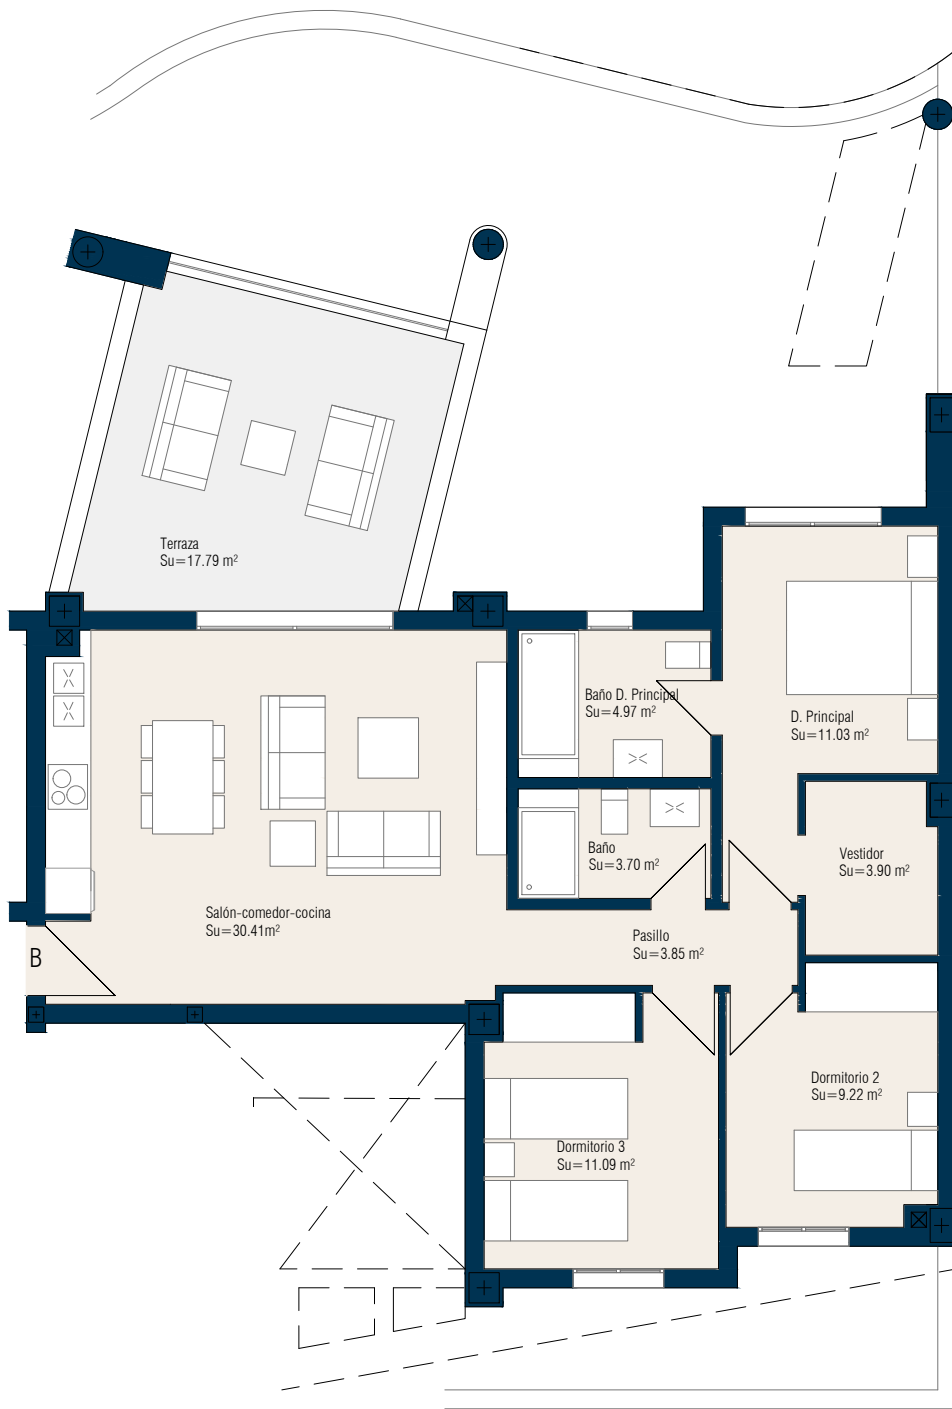 Terraza
Su=17.79 m²
Baño D. Principal
Su=4.97 m²
D. Principal
Su=11.03 m²
Baño
Su=3.70 m²
Vestidor
Su=3.90 m²
Salón-comedor-cocina
Su=30.41m²
Pasillo
Su=3.85 m²
B
Dormitorio 2
Su=9.22 m²
Dormitorio 3
Su=11.09 m²